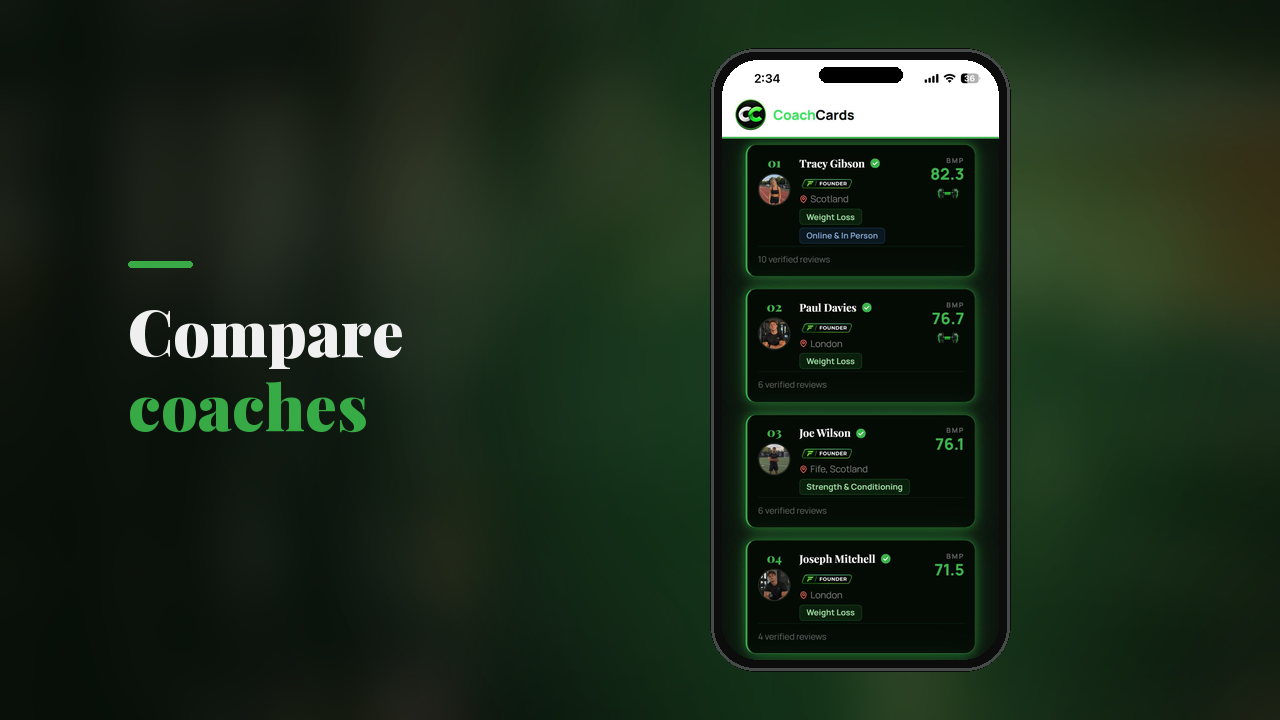 Compare
coaches
2:34
36
CC CoachCards
01 Tracy Gibson
BMP
82.3
FOUNDER
Scotland
Weight Loss
Online & In Person
10 verified reviews
02 Paul Davies
BMP
76.7
FOUNDER
London
Weight Loss
6 verified reviews
03 Joe Wilson
BMP
76.1
FOUNDER
Fife, Scotland
Strength & Conditioning
6 verified reviews
04 Joseph Mitchell
BMP
71.5
FOUNDER
London
Weight Loss
4 verified reviews